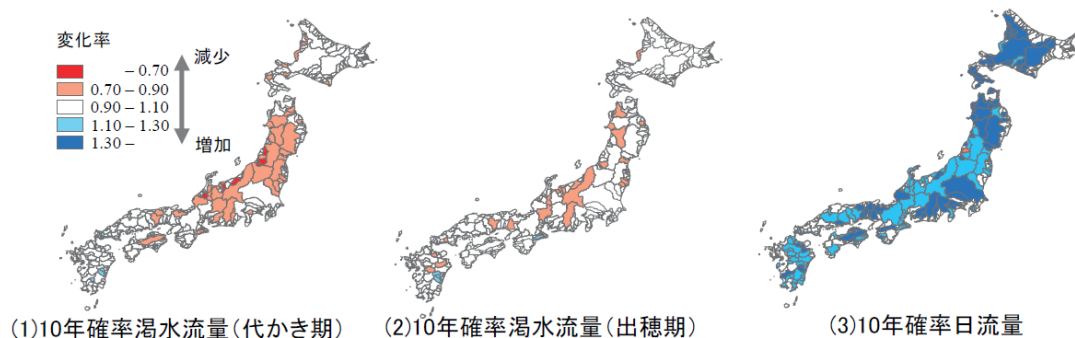 変化率
減少
－0.70
0.70－0.90
0.90－1.10
1.10－1.30
1.30－
増加
(1)10年確率渇水流量(代かき期)
(2)10年確率渇水流量(出穂期)
(3)10年確率日流量